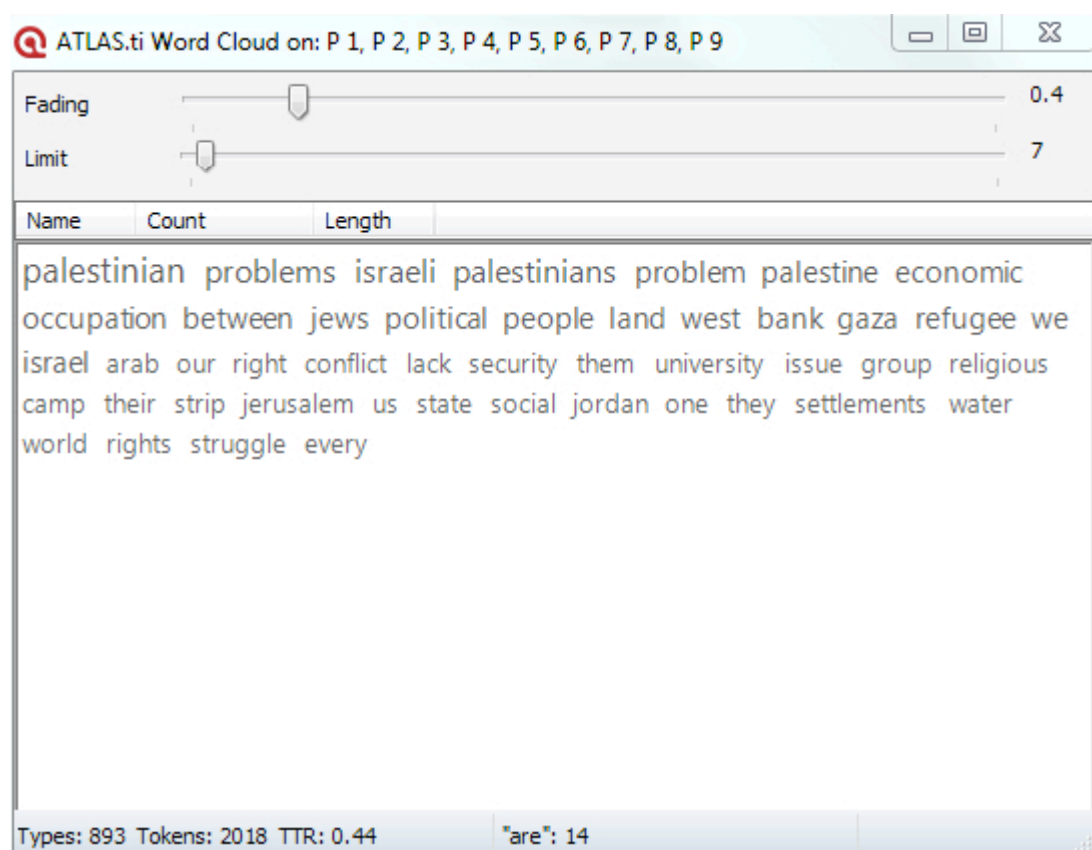 ATLAS.ti Word Cloud on: P 1, P 2, P 3, P 4, P 5, P 6, P 7, P 8, P 9
Fading 0.4
Limit 7
Name Count Length
palestinian problems israeli palestinians problem palestine economic
occupation between jews political people land west bank gaza refugee we
israel arab our right conflict lack security them university issue group religious
camp their strip jerusalem us state social jordan one they settlements water
world rights struggle every
Types: 893 Tokens: 2018 TTR: 0.44 "are": 14